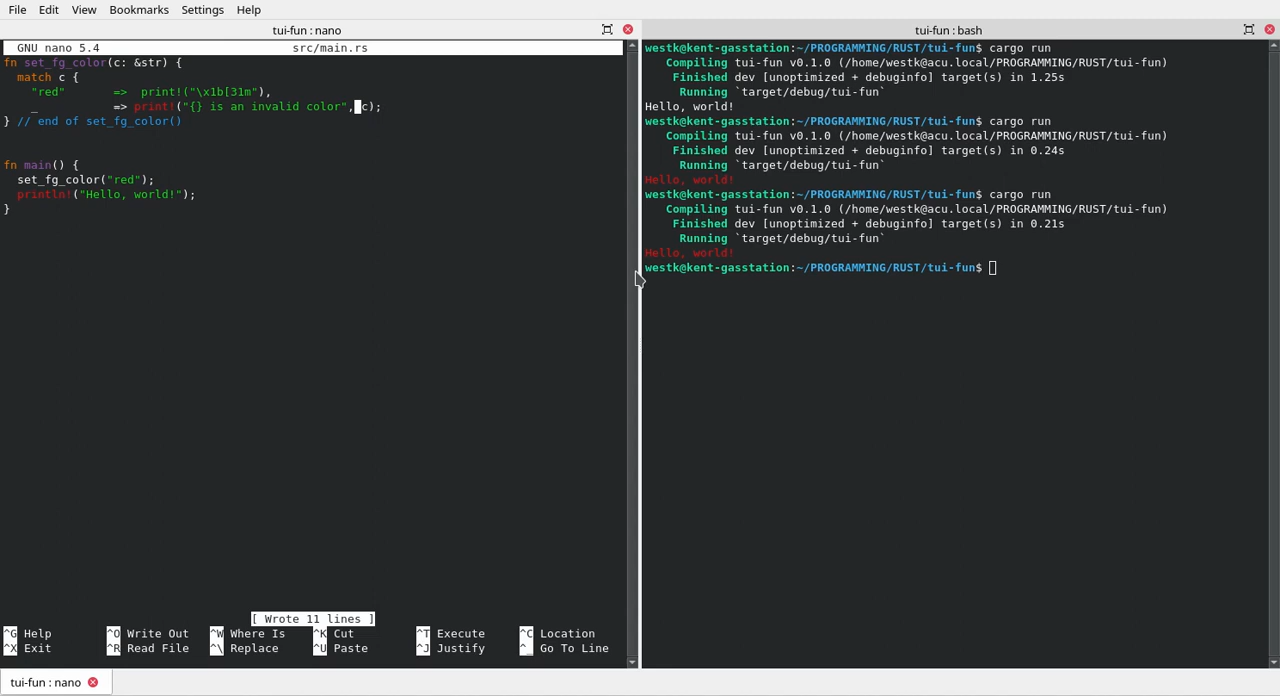 File Edit View Bookmarks Settings Help
tui-fun : nano
GNU nano 5.4 src/main.rs
fn set_fg_color(c: &str) {
match c {
"red" => print!("\x1b[31m"),
_ => print!("{} is an invalid color", c);
} // end of set_fg_color()
fn main() {
set_fg_color("red");
println!("Hello, world!");
}
[ Wrote 11 lines ]
^G Help ^O Write Out ^W Where Is ^K Cut ^T Execute ^C Location
^X Exit ^R Read File ^\ Replace ^U Paste ^J Justify ^_ Go To Line
tui-fun : bash
westk@kent-gasstation:~/PROGRAMMING/RUST/tui-fun$ cargo run
Compiling tui-fun v0.1.0 (/home/westk@acu.local/PROGRAMMING/RUST/tui-fun)
Finished dev [unoptimized + debuginfo] target(s) in 1.25s
Running `target/debug/tui-fun`
Hello, world!
westk@kent-gasstation:~/PROGRAMMING/RUST/tui-fun$ cargo run
Compiling tui-fun v0.1.0 (/home/westk@acu.local/PROGRAMMING/RUST/tui-fun)
Finished dev [unoptimized + debuginfo] target(s) in 0.24s
Running `target/debug/tui-fun`
Hello, world!
westk@kent-gasstation:~/PROGRAMMING/RUST/tui-fun$ cargo run
Compiling tui-fun v0.1.0 (/home/westk@acu.local/PROGRAMMING/RUST/tui-fun)
Finished dev [unoptimized + debuginfo] target(s) in 0.21s
Running `target/debug/tui-fun`
Hello, world!
westk@kent-gasstation:~/PROGRAMMING/RUST/tui-fun$
tui-fun : nano